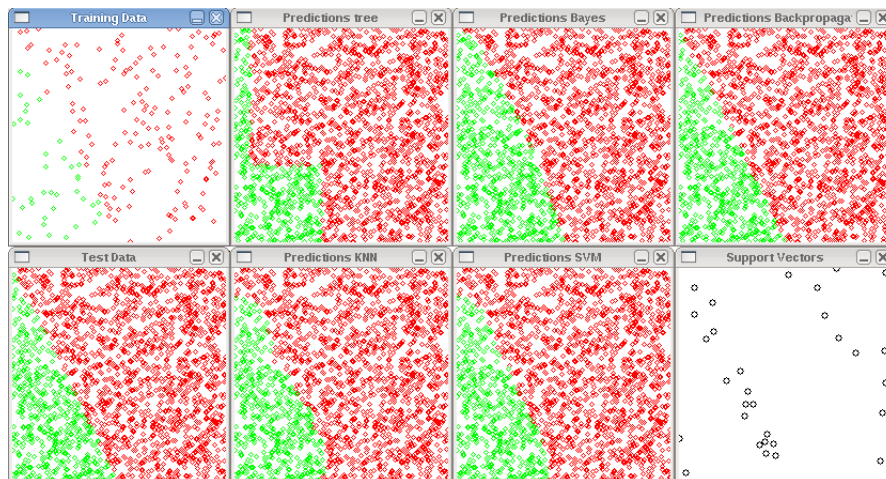 Training Data
Predictions tree
Predictions Bayes
Predictions Backpropaga
Test Data
Predictions KNN
Predictions SVM
Support Vectors